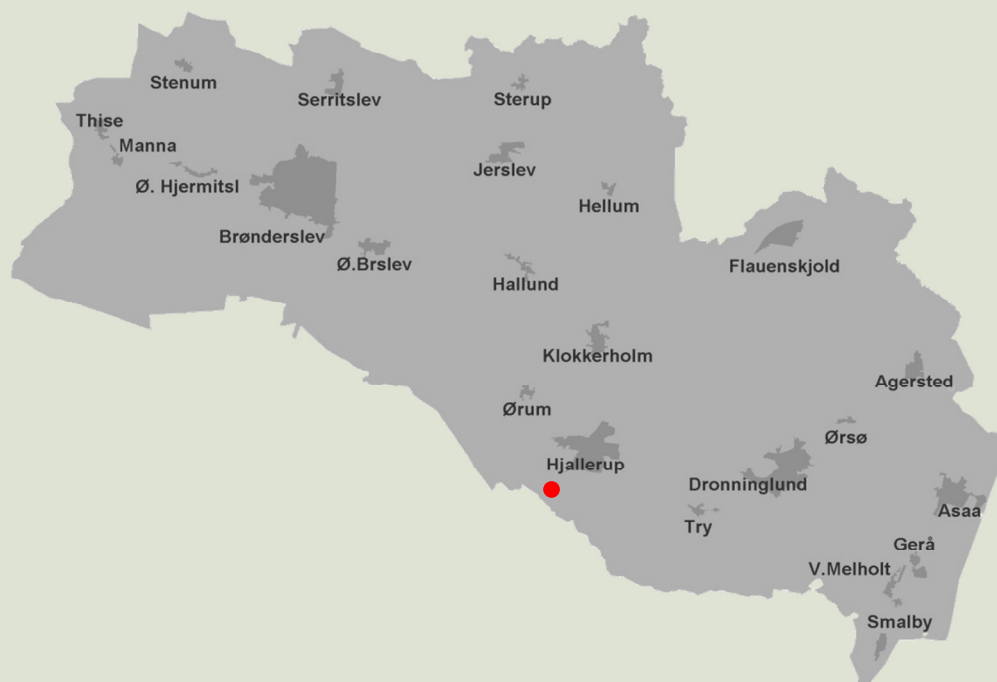 Stenum
Serritslev
Sterup
Thise
Manna
Ø. Hjermitsl
Jerslev
Hellum
Brønderslev
Ø.Brslev
Hallund
Flauenskjold
Klokkerholm
Agersted
Ørum
Ørsø
Hjallerup
Dronninglund
Asaa
Try
Gerå
V.Melholt
Smalby